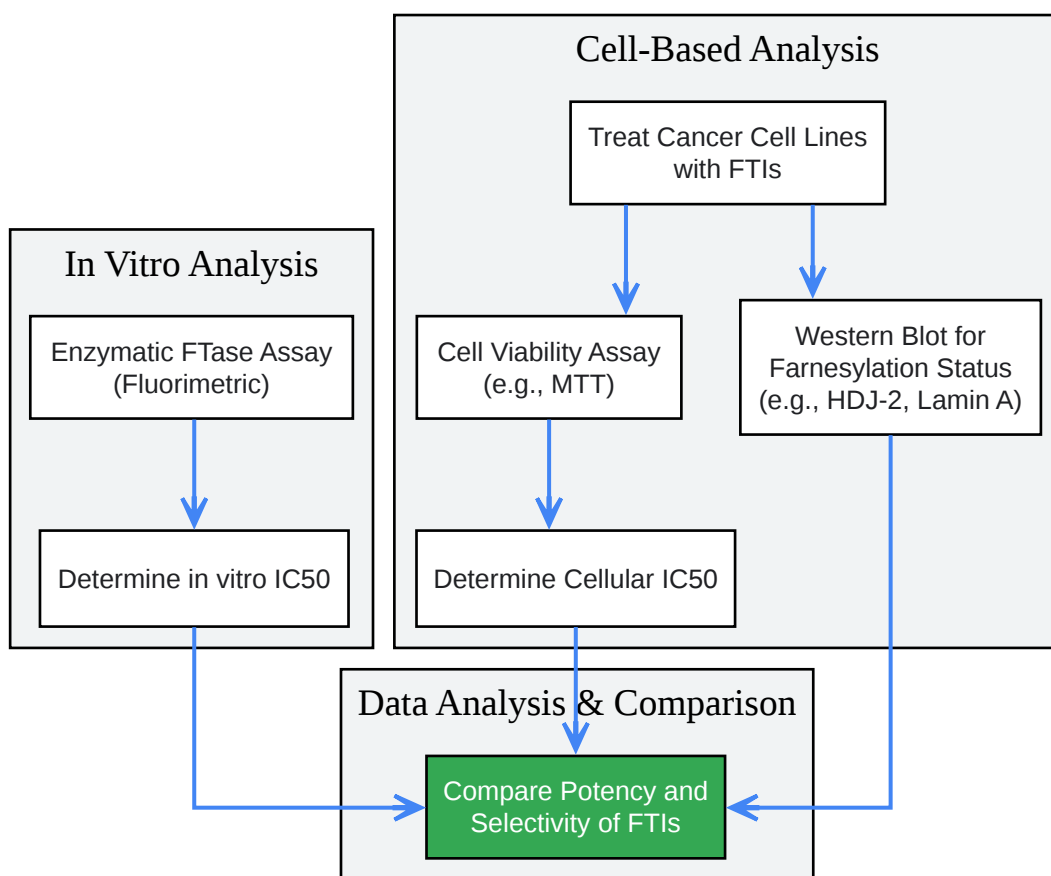 Cell-Based Analysis
Treat Cancer Cell Lines
with FTIs
In Vitro Analysis
Enzymatic FTase Assay
(Fluorimetric)
Cell Viability Assay
(e.g., MTT)
Western Blot for
Farnesylation Status
(e.g., HDJ-2, Lamin A)
Determine in vitro IC50
Determine Cellular IC50
Data Analysis & Comparison
Compare Potency and
Selectivity of FTIs